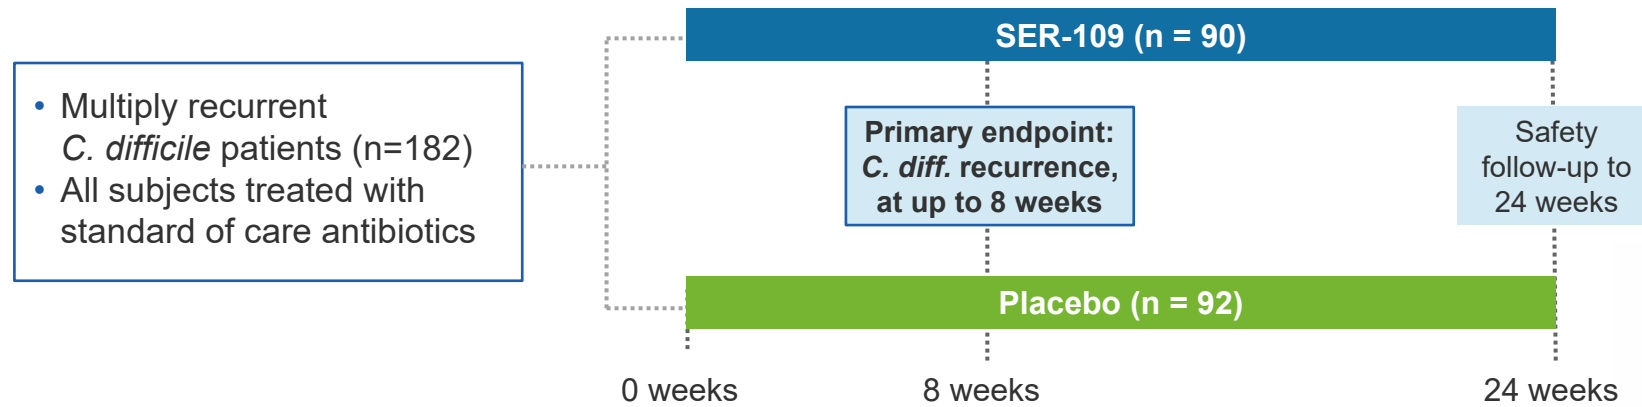 • Multiply recurrent
C. difficile patients (n=182)
• All subjects treated with
standard of care antibiotics
SER-109 (n = 90)
Primary endpoint:
C. diff. recurrence,
at up to 8 weeks
Safety
follow-up to
24 weeks
Placebo (n = 92)
0 weeks
8 weeks
24 weeks